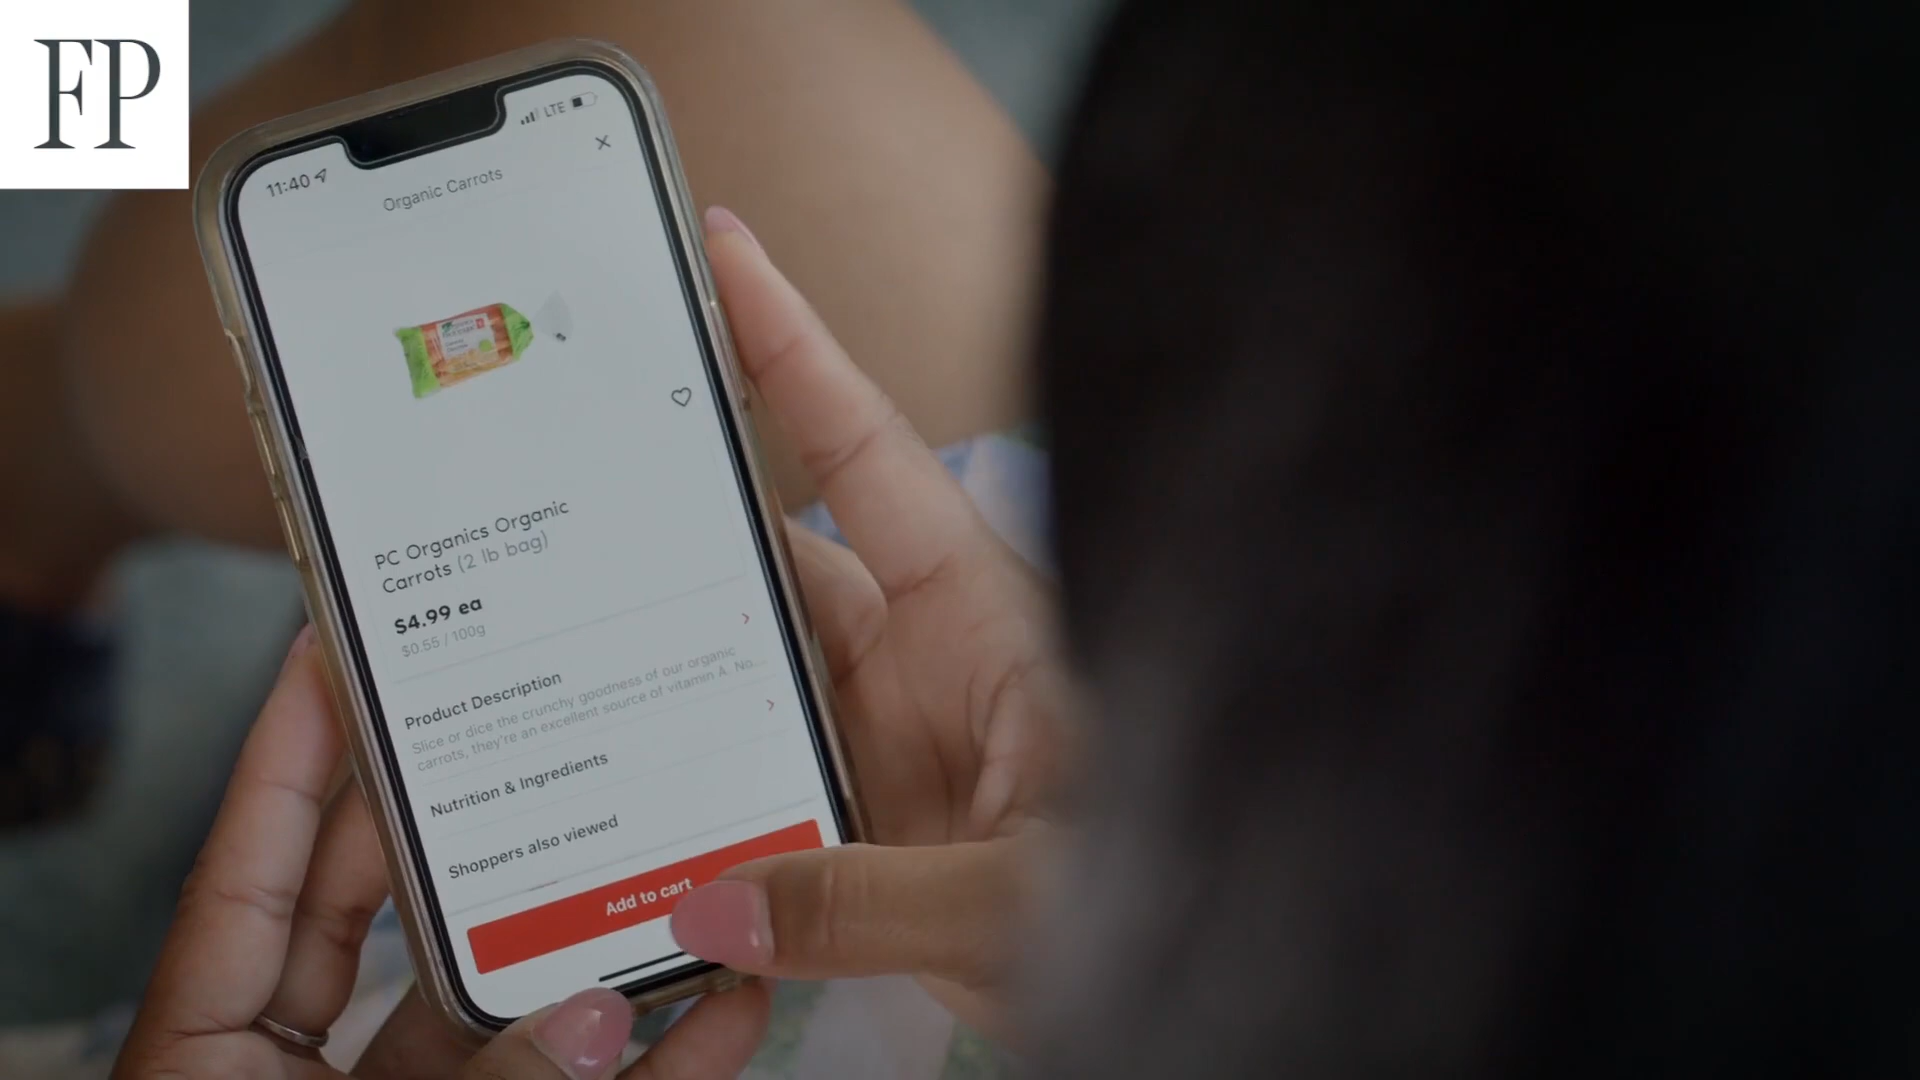 FP
11:40
LTE
Organic Carrots
PC Organics Organic
Carrots (2 lb bag)
$4.99 ea
$0.55 / 100g
Product Description
Slice or dice the crunchy goodness of our organic
carrots, they're an excellent source of vitamin A. No...
Nutrition & Ingredients
Shoppers also viewed
Add to cart